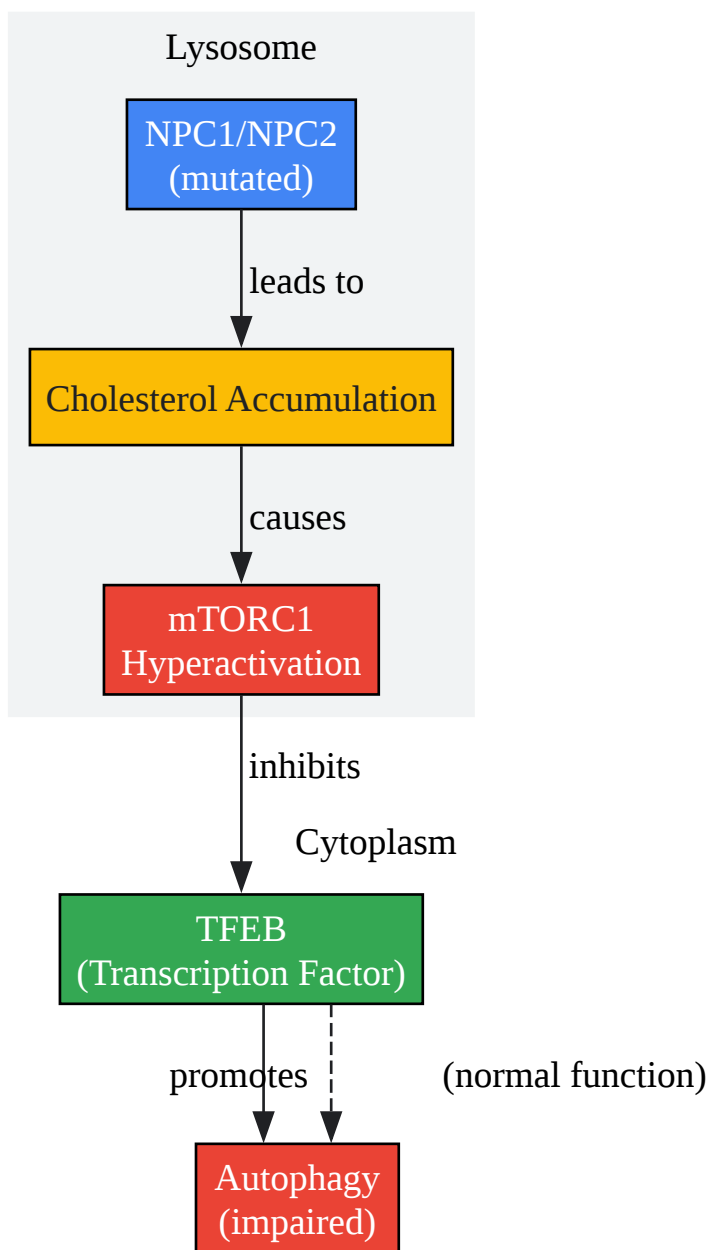 Lysosome
NPC1/NPC2
(mutated)
leads to
Cholesterol Accumulation
causes
mTORC1
Hyperactivation
inhibits
Cytoplasm
TFEB
(Transcription Factor)
promotes
(normal function)
Autophagy
(impaired)